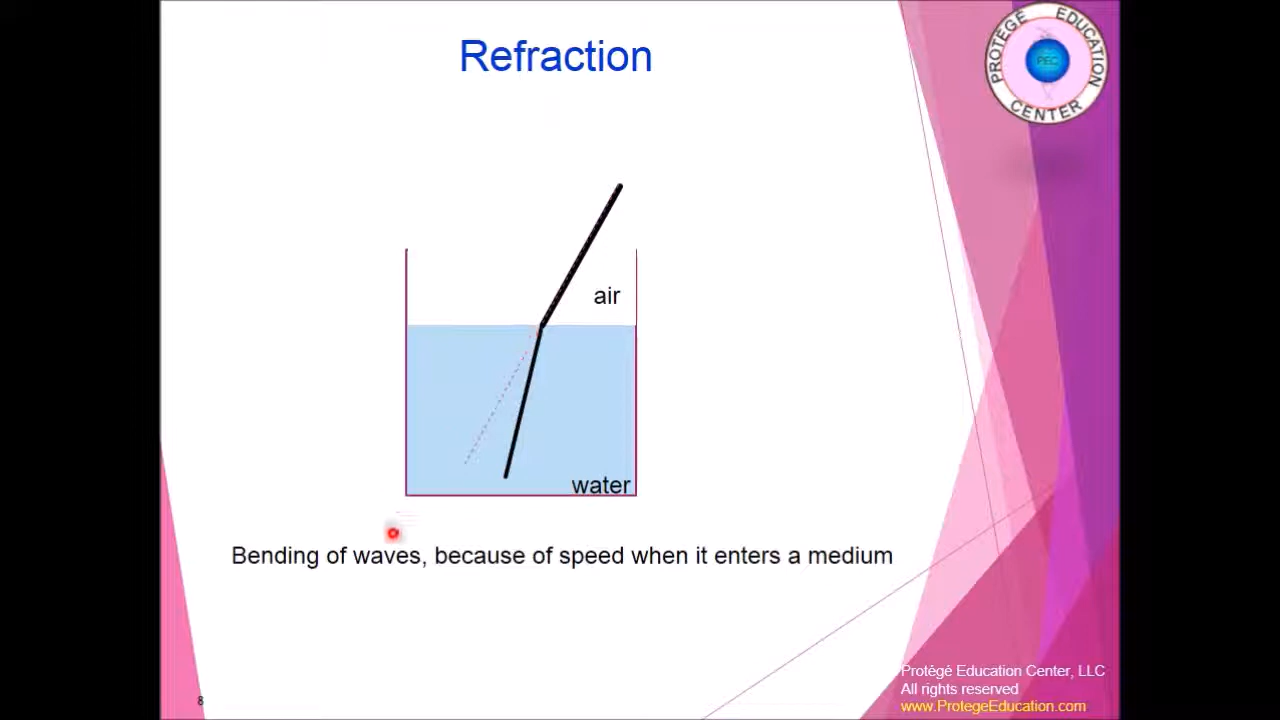 Refraction
PROTÉGÉ EDUCATION CENTER
PEC
air
water
Bending of waves, because of speed when it enters a medium
Protégé Education Center, LLC
All rights reserved
www.ProtegeEducation.com
8